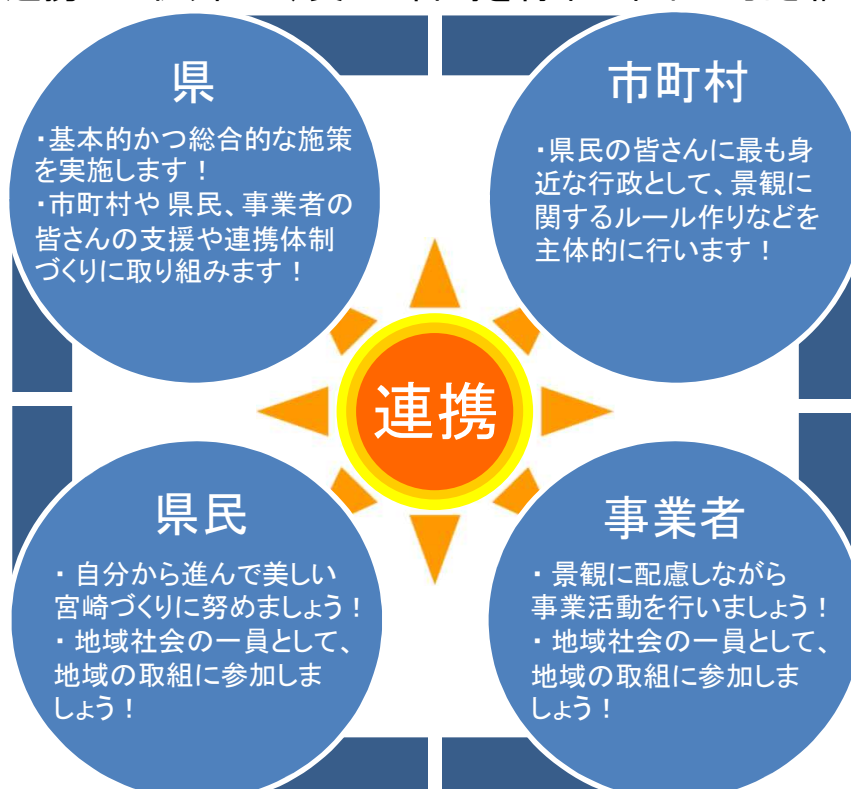 県
・基本的かつ総合的な施策
を実施します！
・市町村や 県民、事業者の
皆さんの支援や連携体制
づくりに取り組みます！
市町村
・県民の皆さんに最も身
近な行政として、景観に
関するルール作りなどを
主体的に行います！
連携
県民
・ 自分から進んで美しい
宮崎づくりに努めましょう！
・ 地域社会の一員として、
地域の取組に参加しま
しょう！
事業者
・ 景観に配慮しながら
事業活動を行いましょう！
・ 地域社会の一員として、
地域の取組に参加しま
しょう！